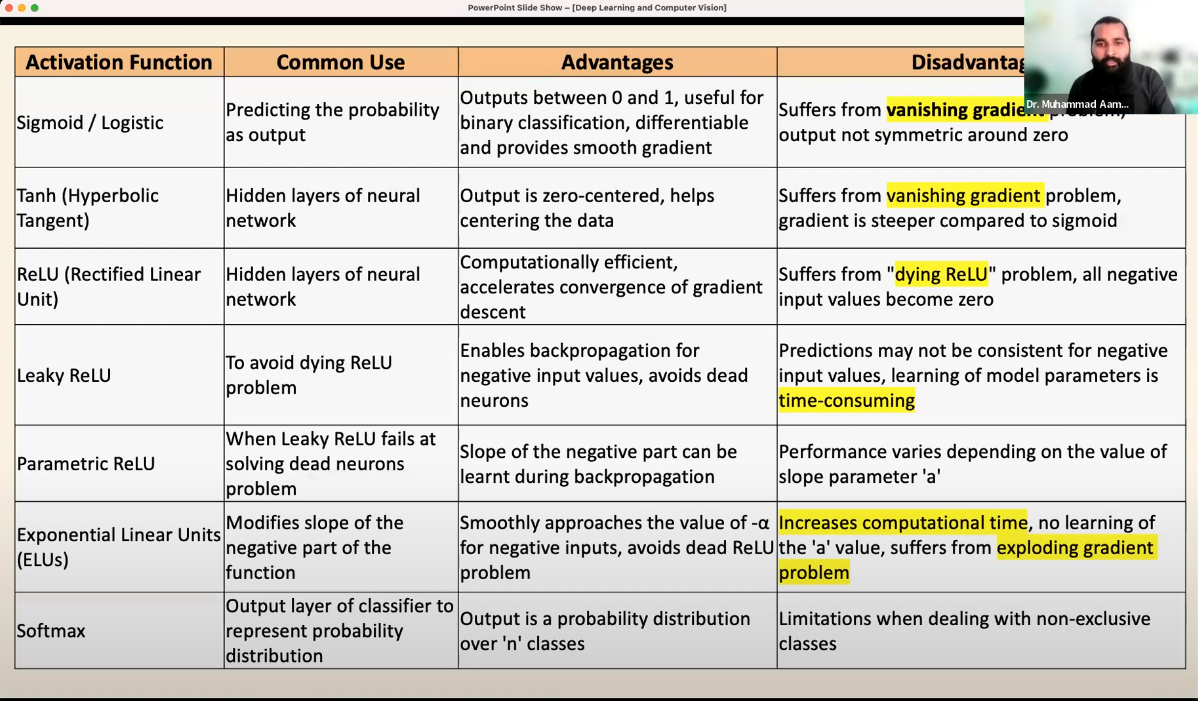 PowerPoint Slide Show – [Deep Learning and Computer Vision]
Activation Function
Common Use
Advantages
Dr. Muhammad Aam...
Sigmoid / Logistic
Predicting the probability
as output
Outputs between 0 and 1, useful for
binary classification, differentiable
and provides smooth gradient
Suffers from vanishing gradient problem,
output not symmetric around zero
Tanh (Hyperbolic
Tangent)
Hidden layers of neural
network
Output is zero-centered, helps
centering the data
Suffers from vanishing gradient problem,
gradient is steeper compared to sigmoid
ReLU (Rectified Linear
Unit)
Hidden layers of neural
network
Computationally efficient,
accelerates convergence of gradient
descent
Suffers from "dying ReLU" problem, all negative
input values become zero
Leaky ReLU
To avoid dying ReLU
problem
Enables backpropagation for
negative input values, avoids dead
neurons
Predictions may not be consistent for negative
input values, learning of model parameters is
time-consuming
Parametric ReLU
When Leaky ReLU fails at
solving dead neurons
problem
Slope of the negative part can be
learnt during backpropagation
Performance varies depending on the value of
slope parameter 'a'
Exponential Linear Units
(ELUs)
Modifies slope of the
negative part of the
function
Smoothly approaches the value of -α
for negative inputs, avoids dead ReLU
problem
Increases computational time, no learning of
the 'a' value, suffers from exploding gradient
problem
Softmax
Output layer of classifier to
represent probability
distribution
Output is a probability distribution
over 'n' classes
Limitations when dealing with non-exclusive
classes